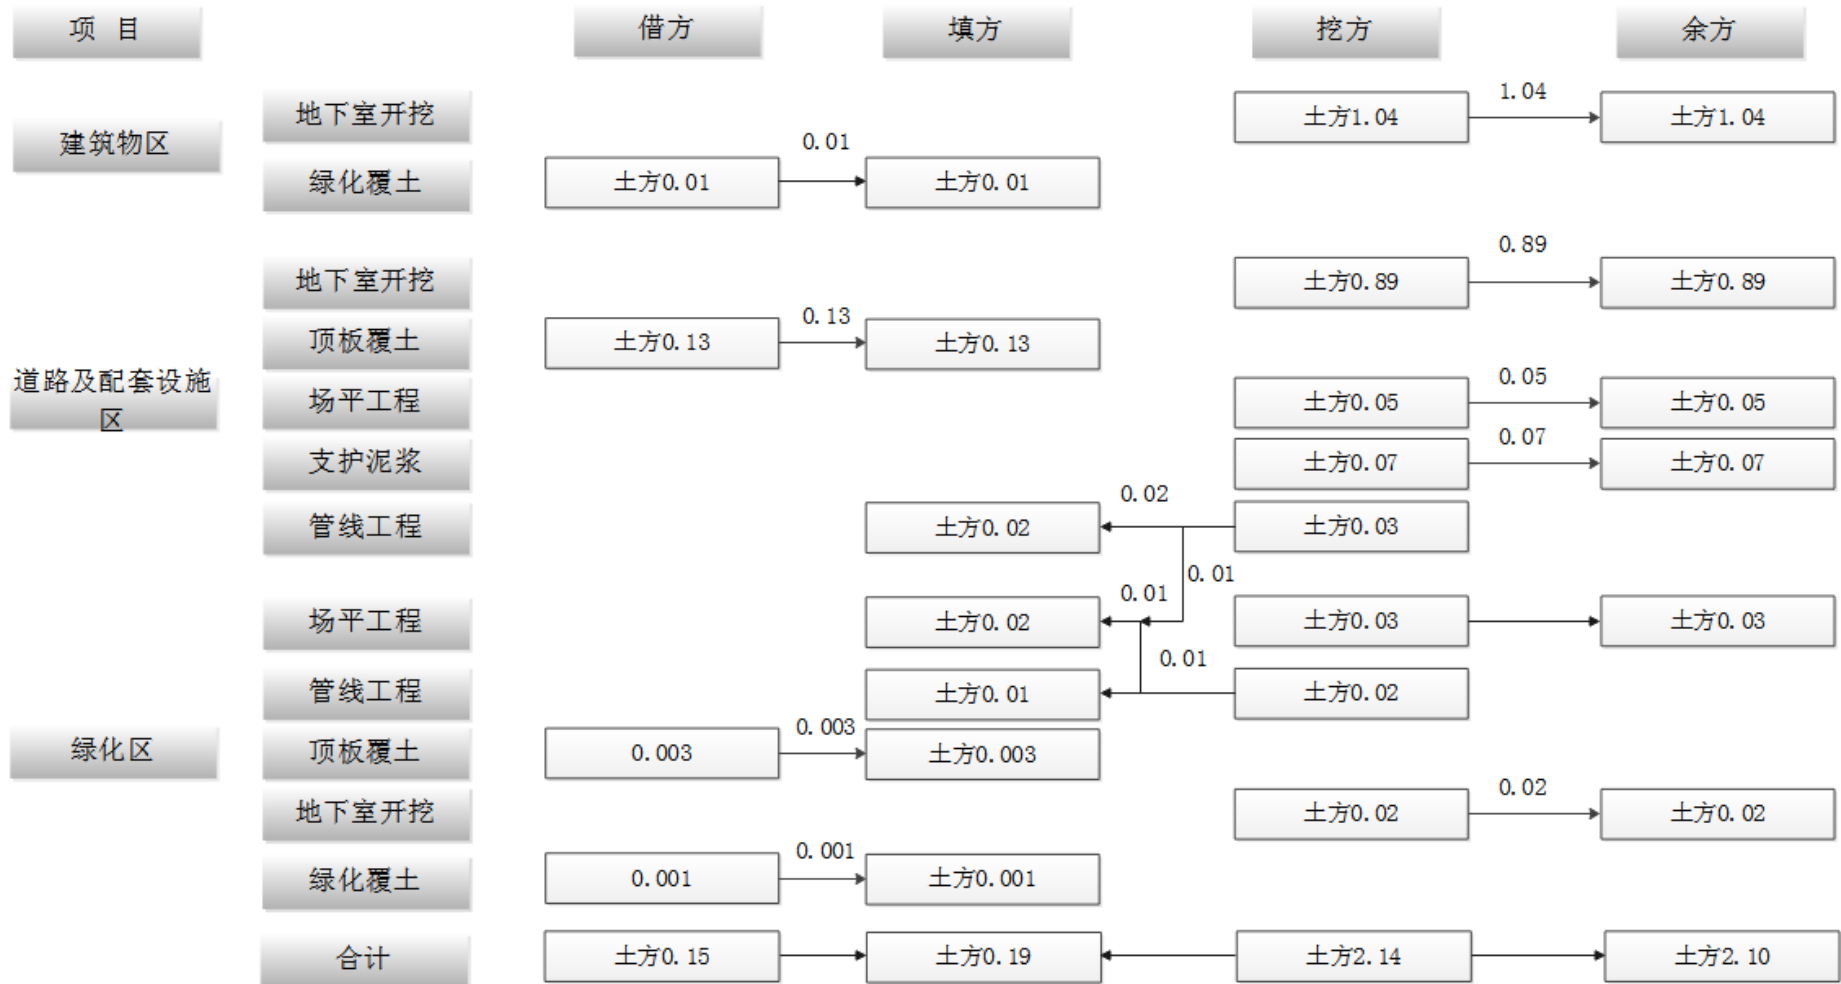 项 目 借方 填方 挖方 余方
地下室开挖 土方1.04 1.04 土方1.04
建筑物区
绿化覆土 土方0.01 0.01 土方0.01
地下室开挖 土方0.89 0.89 土方0.89
顶板覆土 土方0.13 0.13 土方0.13
道路及配套设施
区
场平工程 土方0.05 0.05 土方0.05
支护泥浆 土方0.07 0.07 土方0.07
管线工程 土方0.02 0.02 土方0.03
0.01
场平工程 土方0.02 0.01 土方0.03 土方0.03
0.01
管线工程 土方0.01 土方0.02
绿化区
顶板覆土 0.003 0.003 土方0.003
地下室开挖 土方0.02 0.02 土方0.02
绿化覆土 0.001 0.001 土方0.001
合计 土方0.15 土方0.19 土方2.14 土方2.10